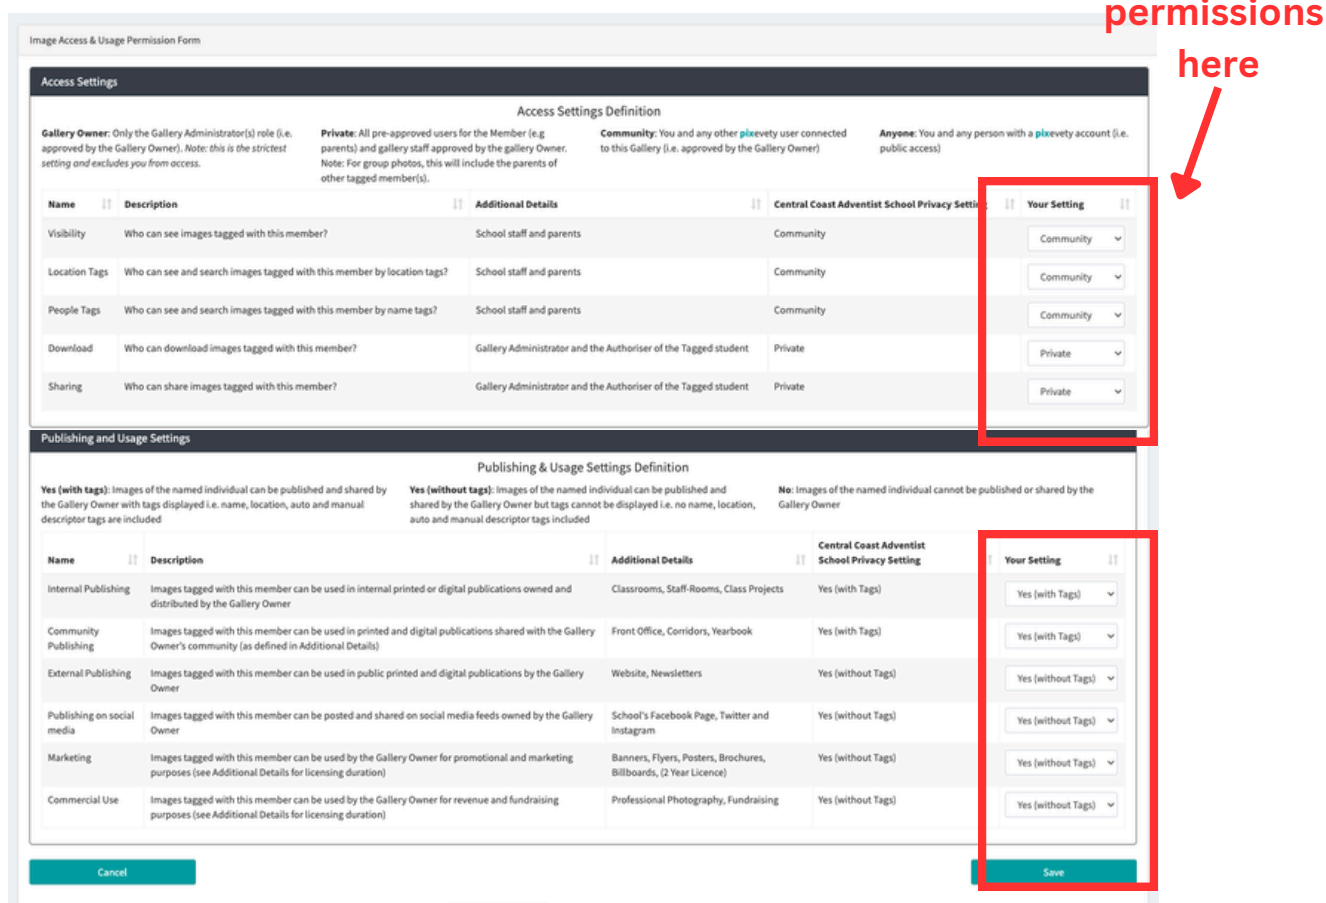 permissions
here
Image Access & Usage Permission Form
Access Settings
Access Settings Definition
Gallery Owner: Only the Gallery Administrator(s) role (i.e.
approved by the Gallery Owner). Note: this is the strictest
setting and excludes you from access.
Private: All pre-approved users for the Member (e.g
parents) and gallery staff approved by the gallery Owner.
Note: For group photos, this will include the parents of
other tagged member(s).
Community: You and any other pixevety user connected
to this Gallery (i.e. approved by the Gallery Owner)
Anyone: You and any person with a pixevety account (i.e.
public access)
Name Description Additional Details Central Coast Adventist School Privacy Setting Your Setting
Visibility Who can see images tagged with this member? School staff and parents Community Community
Location Tags Who can see and search images tagged with this member by location tags? School staff and parents Community Community
People Tags Who can see and search images tagged with this member by name tags? School staff and parents Community Community
Download Who can download images tagged with this member? Gallery Administrator and the Authoriser of the Tagged student Private Private
Sharing Who can share images tagged with this member? Gallery Administrator and the Authoriser of the Tagged student Private Private
Publishing and Usage Settings
Publishing & Usage Settings Definition
Yes (with tags): Images of the named individual can be published and shared by
the Gallery Owner with tags displayed i.e. name, location, auto and manual
descriptor tags are included
Yes (without tags): Images of the named individual can be published and
shared by the Gallery Owner but tags cannot be displayed i.e. no name, location,
auto and manual descriptor tags included
No: Images of the named individual cannot be published or shared by the
Gallery Owner
Name Description Additional Details Central Coast Adventist
School Privacy Setting Your Setting
Internal Publishing Images tagged with this member can be used in internal printed or digital publications owned and
distributed by the Gallery Owner Classrooms, Staff-Rooms, Class Projects Yes (with Tags) Yes (with Tags)
Community
Publishing Images tagged with this member can be used in printed and digital publications shared with the Gallery
Owner's community (as defined in Additional Details) Front Office, Corridors, Yearbook Yes (with Tags) Yes (with Tags)
External Publishing Images tagged with this member can be used in public printed and digital publications by the Gallery
Owner Website, Newsletters Yes (without Tags) Yes (without Tags)
Publishing on social
media Images tagged with this member can be posted and shared on social media feeds owned by the Gallery
Owner School's Facebook Page, Twitter and
Instagram Yes (without Tags) Yes (without Tags)
Marketing Images tagged with this member can be used by the Gallery Owner for promotional and marketing
purposes (see Additional Details for licensing duration) Banners, Flyers, Posters, Brochures,
Billboards, (2 Year Licence) Yes (without Tags) Yes (without Tags)
Commercial Use Images tagged with this member can be used by the Gallery Owner for revenue and fundraising
purposes (see Additional Details for licensing duration) Professional Photography, Fundraising Yes (without Tags) Yes (without Tags)
Cancel Save